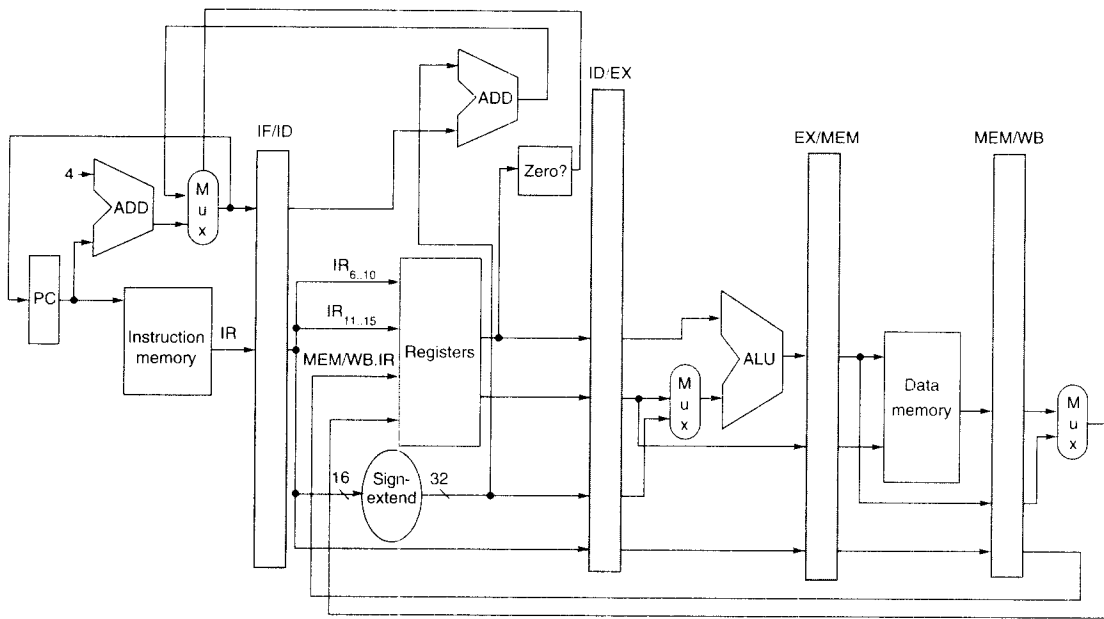 ID/EX
ADD
IF/ID
EX/MEM
MEM/WB
Zero?
4
ADD
Mux
IR6..10
PC
IR11..15
Instruction
memory
IR
MEM/WB.IR
Registers
ALU
Mux
Data
memory
Mux
16
Sign-
extend
32